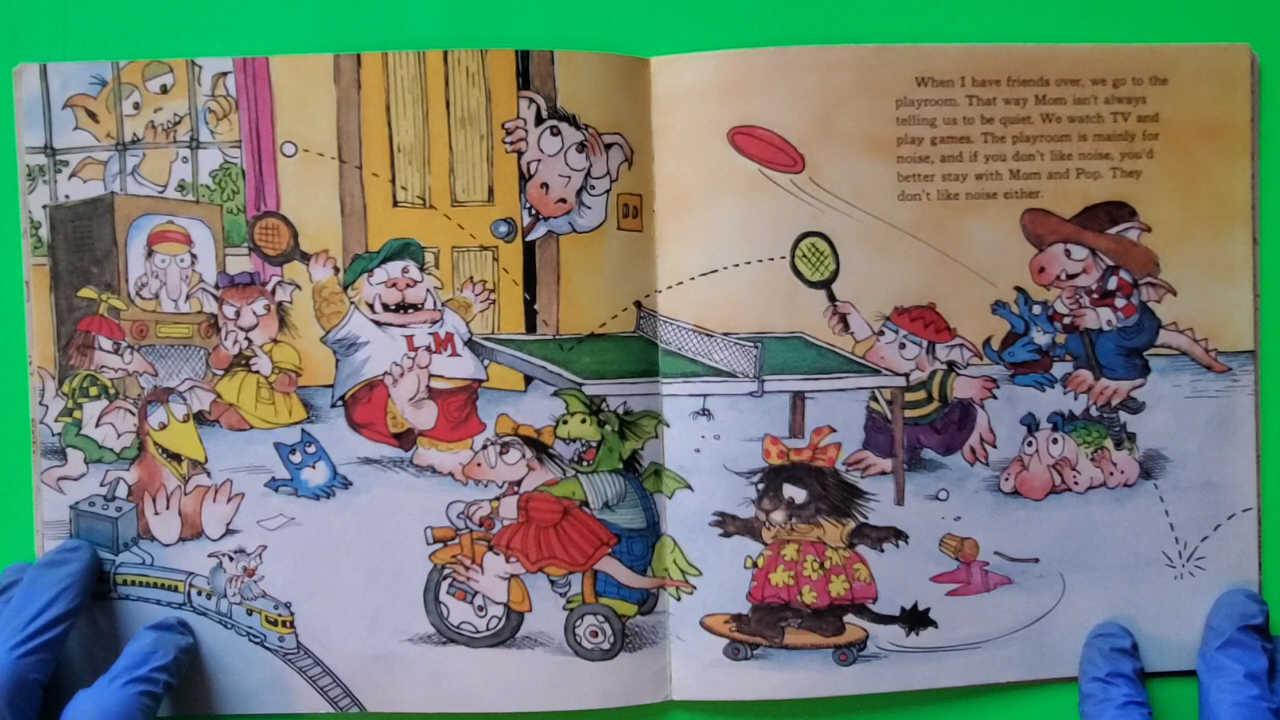 LM
When I have friends over, we go to the
playroom. That way Mom isn't always
telling us to be quiet. We watch TV and
play games. The playroom is mainly for
noise, and if you don't like noise, you'd
better stay with Mom and Pop. They
don't like noise either.